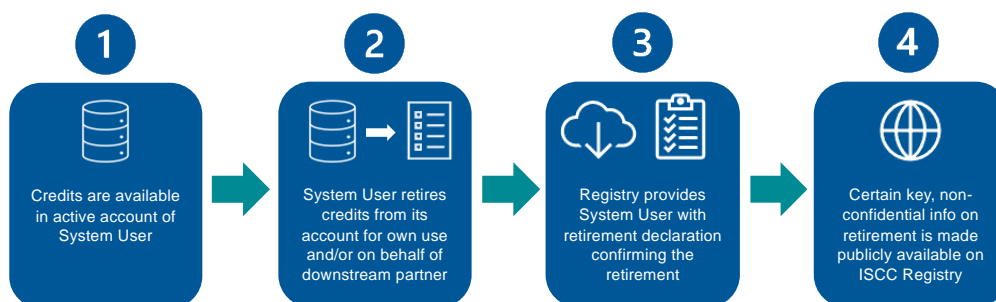 1
Credits are available
in active account of
System User
2
System User retires
credits from its
account for own use
and/or on behalf of
downstream partner
3
Registry provides
System User with
retirement declaration
confirming the
retirement
4
Certain key, non-
confidential info on
retirement is made
publicly available on
ISCC Registry